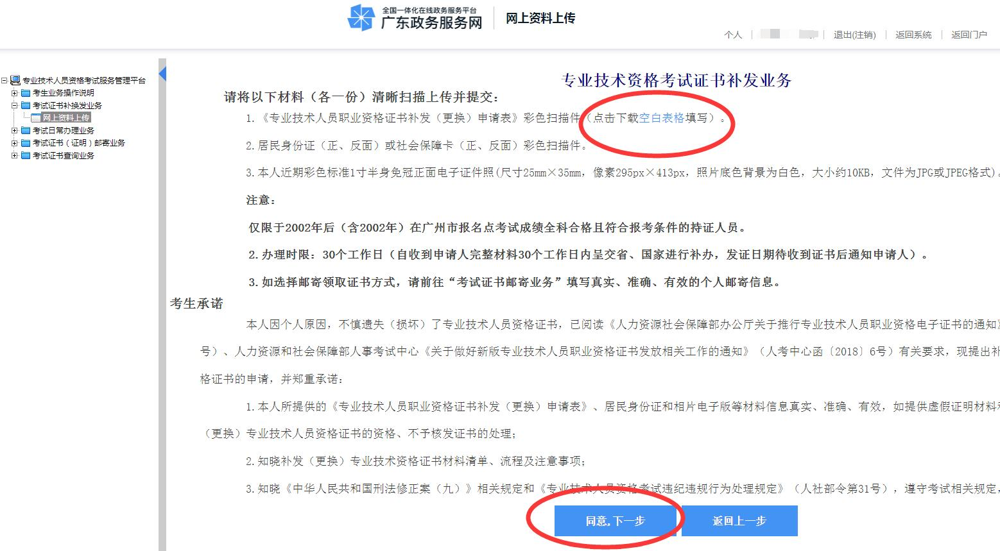 全国一体化在线政务服务平台
广东政务服务网
网上资料上传
个人
退出(注销)
返回系统
返回门户
专业技术人员资格考试服务管理平台
考生业务操作说明
考试证书补换发业务
网上资料上传
考试日常办理业务
考试证书（证明）邮寄业务
考试证书查询业务
专业技术资格考试证书补发业务
请将以下材料（各一份）清晰扫描上传并提交：
1.《专业技术人员职业资格证书补发（更换）申请表》彩色扫描件（点击下载空白表格填写）。
2.居民身份证（正、反面）或社会保障卡（正、反面）彩色扫描件。
3.本人近期彩色标准1寸半身免冠正面电子证件照(尺寸25mm×35mm，像素295px×413px，照片底色背景为白色，大小约10KB，文件为JPG或JPEG格式)。
注意：
仅限于2002年后（含2002年）在广州市报名点考试成绩全科合格且符合报考条件的持证人员。
2.办理时限：30个工作日（自收到申请人完整材料30个工作日内呈交省、国家进行补办，发证日期待收到证书后通知申请人）。
3.如选择邮寄领取证书方式，请前往“考试证书邮寄业务”填写真实、准确、有效的个人邮寄信息。
考生承诺
本人因个人原因，不慎遗失（损坏）了专业技术人员资格证书，已阅读《人力资源社会保障部办公厅关于推行专业技术人员职业资格电子证书的通知》
号）、人力资源和社会保障部人事考试中心《关于做好新版专业技术人员职业资格证书发放相关工作的通知》（人考中心函〔2018〕6号）有关要求，现提出补
格证书的申请，并郑重承诺：
1.本人所提供的《专业技术人员职业资格证书补发（更换）申请表》、居民身份证和相片电子版等材料信息真实、准确、有效，如提供虚假证明材料和
（更换）专业技术人员资格证书的资格、不予核发证书的处理；
2.知晓补发（更换）专业技术资格证书材料清单、流程及注意事项；
3.知晓《中华人民共和国刑法修正案（九）》相关规定和《专业技术人员资格考试违纪违规行为处理规定》（人社部令第31号），遵守考试相关规定，
同意,下一步
返回上一步